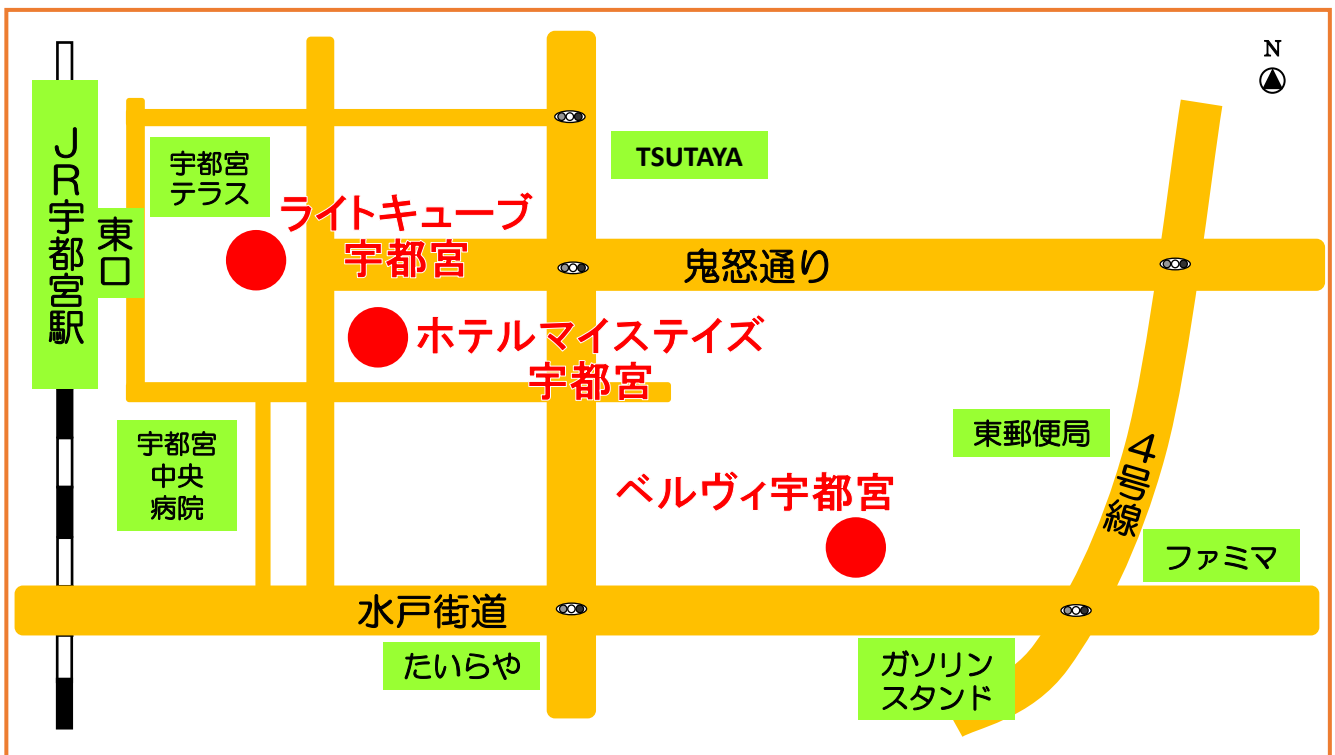 N
JR宇都宮駅
東口
宇都宮
テラス
TSUTAYA
ライトキューブ
宇都宮
鬼怒通り
ホテルマイステイズ
宇都宮
宇都宮
中央
病院
東郵便局
4号線
ベルヴィ宇都宮
ファミマ
水戸街道
たいらや
ガソリン
スタンド